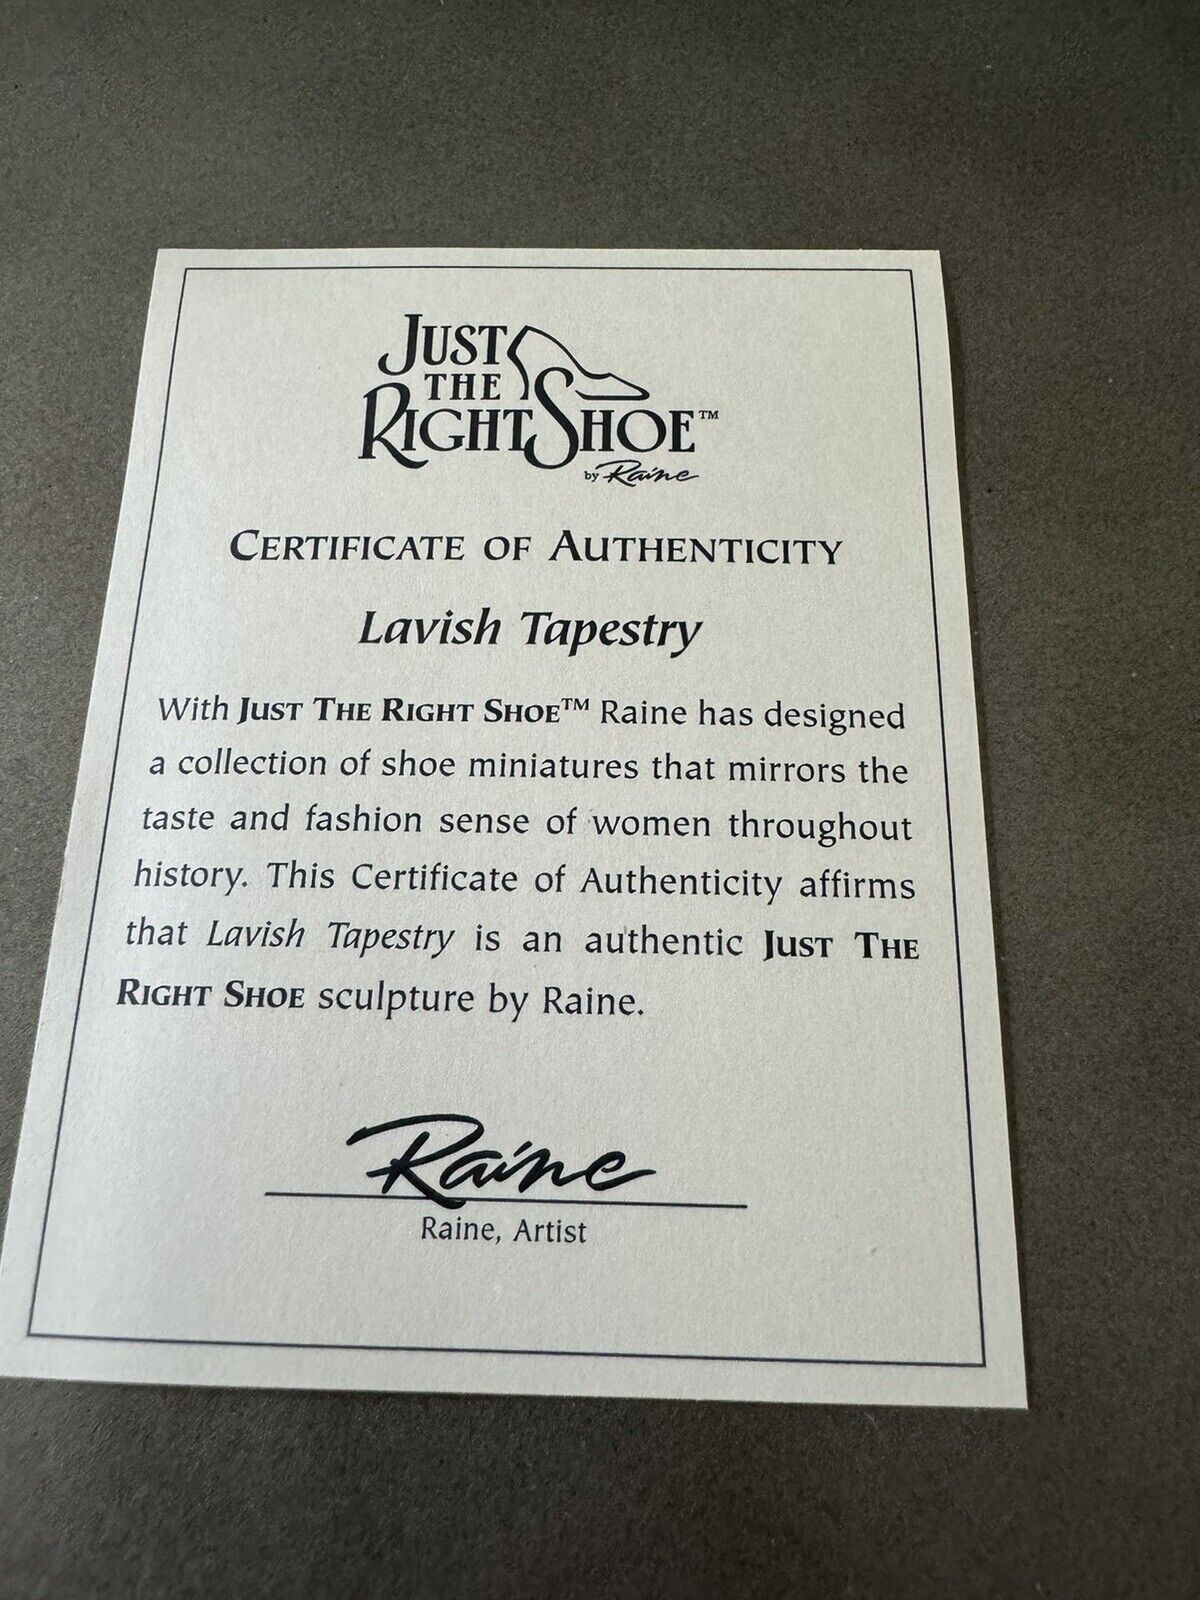 JUST
THE
RIGHT SHOE™
by Raine
CERTIFICATE OF AUTHENTICITY
Lavish Tapestry
With JUST THE RIGHT SHOE™ Raine has designed
a collection of shoe miniatures that mirrors the
taste and fashion sense of women throughout
history. This Certificate of Authenticity affirms
that Lavish Tapestry is an authentic JUST THE
RIGHT SHOE sculpture by Raine.
Raine
Raine, Artist